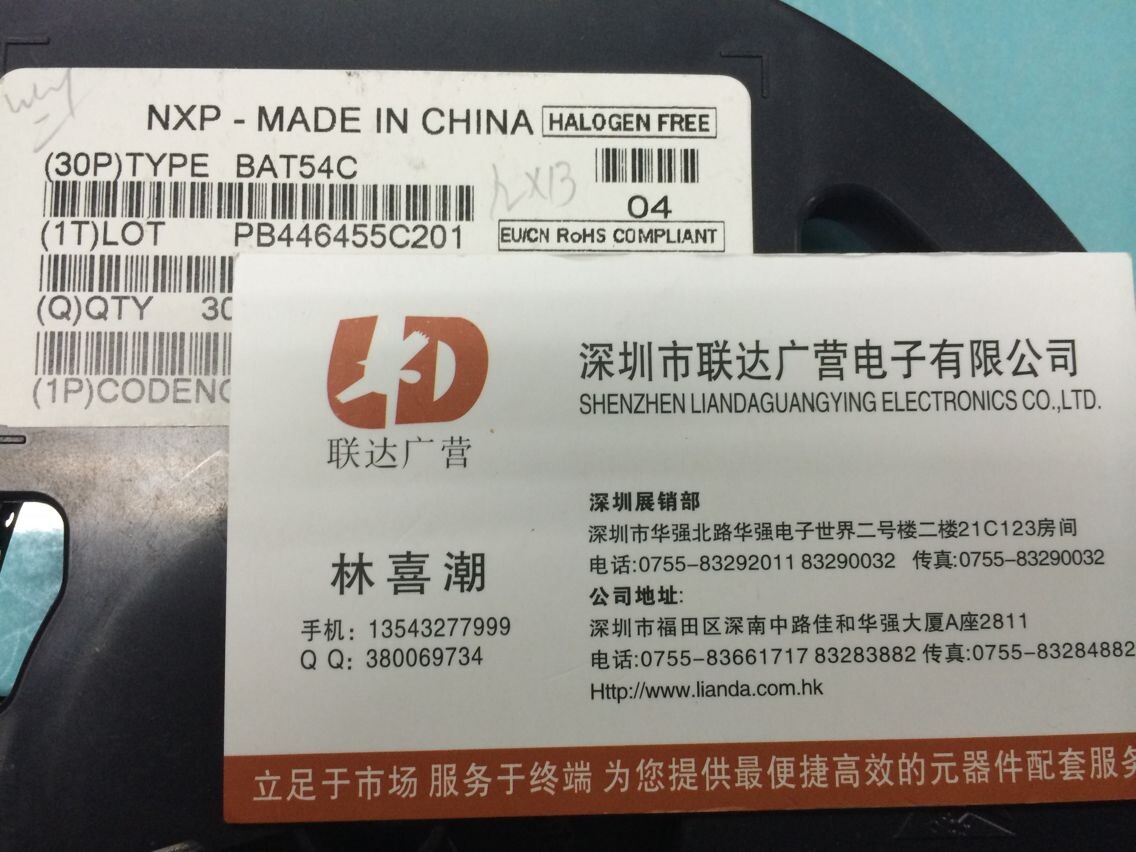 NXP - MADE IN CHINA HALOGEN FREE
(30P)TYPE BAT54C
04
(1T)LOT PB446455C201
EU/CN RoHS COMPLIANT
(Q)QTY 30
(1P)CODENO
LD
联达广营
深圳市联达广营电子有限公司
SHENZHEN LIANDAGUANGYING ELECTRONICS CO.,LTD.
林喜潮
手机：13543277999
Q Q：380069734
深圳展销部
深圳市华强北路华强电子世界二号楼二楼21C123房间
电话:0755-83292011 83290032 传真:0755-83290032
公司地址:
深圳市福田区深南中路佳和华强大厦A座2811
电话:0755-83661717 83283882 传真:0755-83284882
Http://www.lianda.com.hk
立足于市场 服务于终端 为您提供最便捷高效的元器件配套服务